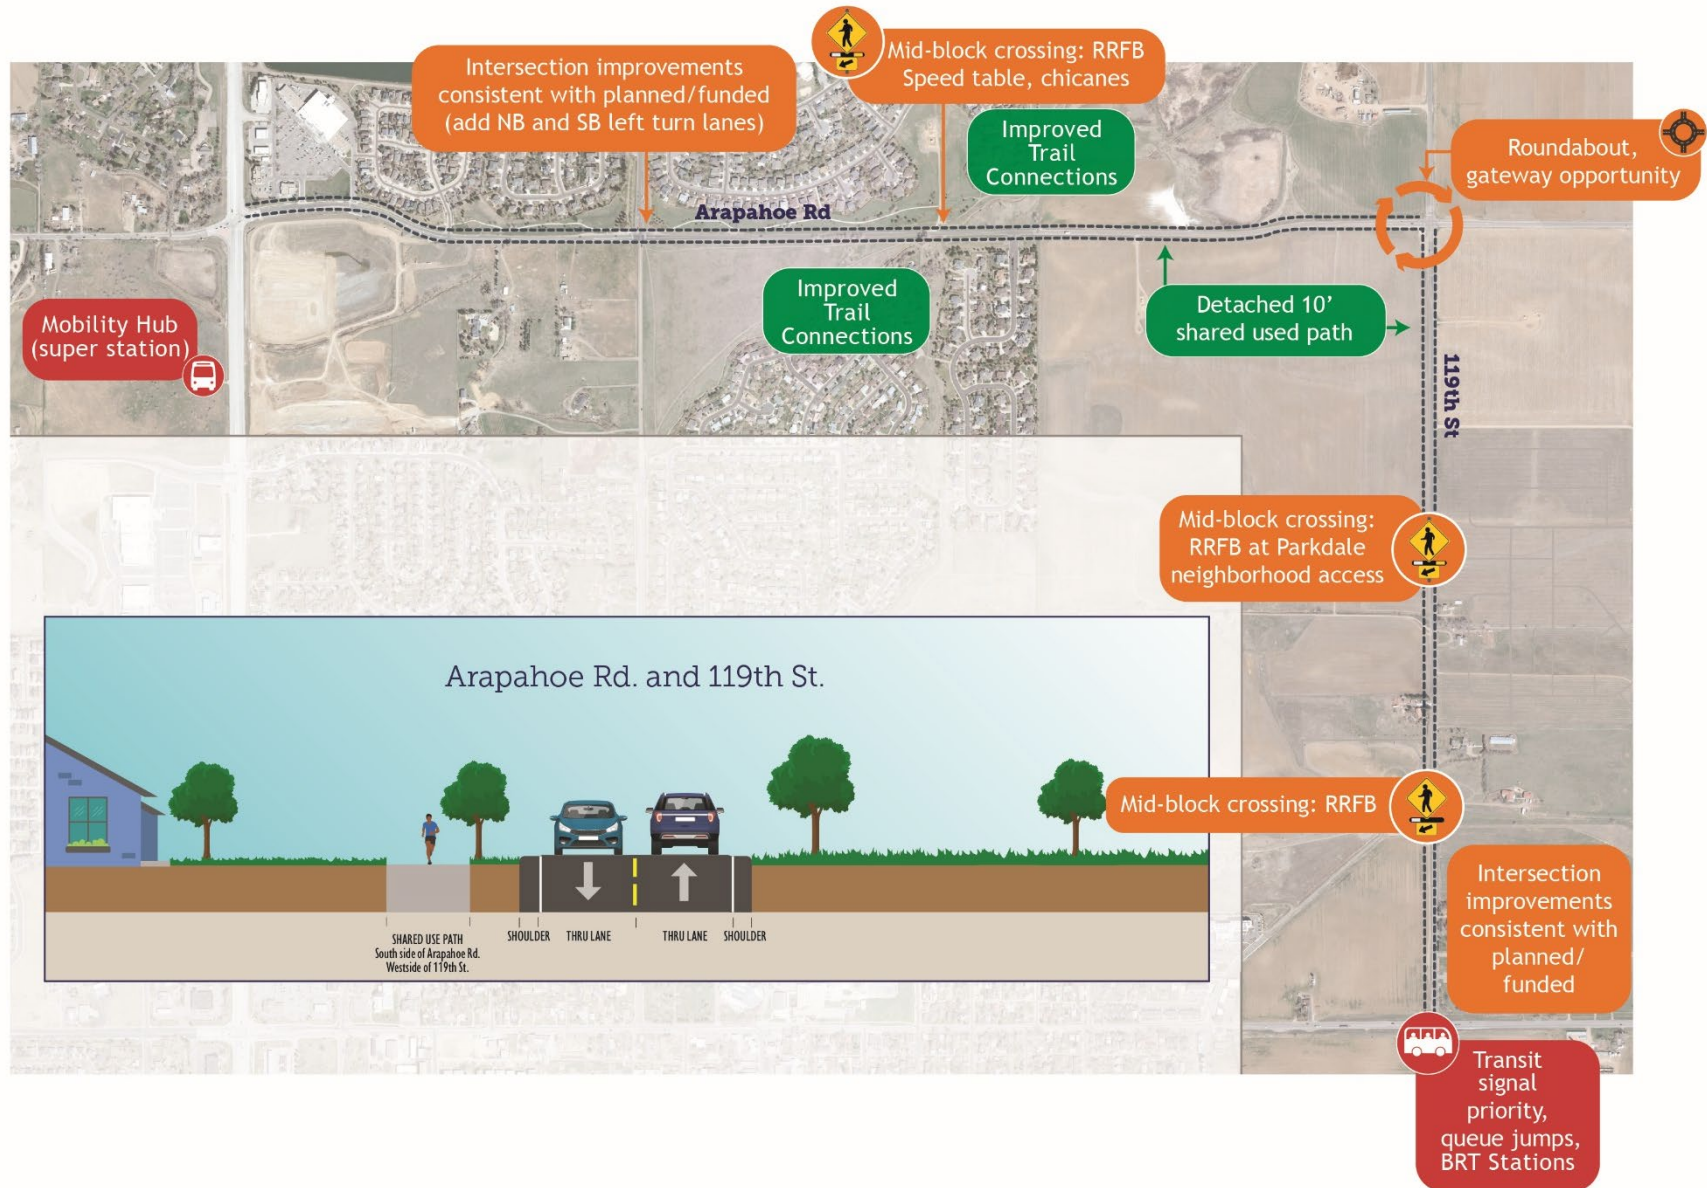 Intersection improvements
consistent with planned/funded
(add NB and SB left turn lanes)
Mid-block crossing: RRFB
Speed table, chicanes
Improved
Trail
Connections
Roundabout,
gateway opportunity
Arapahoe Rd
Improved
Trail
Connections
Detached 10’
shared used path
Mobility Hub
(super station)
119th St
Mid-block crossing:
RRFB at Parkdale
neighborhood access
Arapahoe Rd. and 119th St.
Mid-block crossing: RRFB
SHARED USE PATH
South side of Arapahoe Rd.
Westside of 119th St.
SHOULDER
THRU LANE
THRU LANE
SHOULDER
Intersection
improvements
consistent with
planned/
funded
Transit
signal
priority,
queue jumps,
BRT Stations